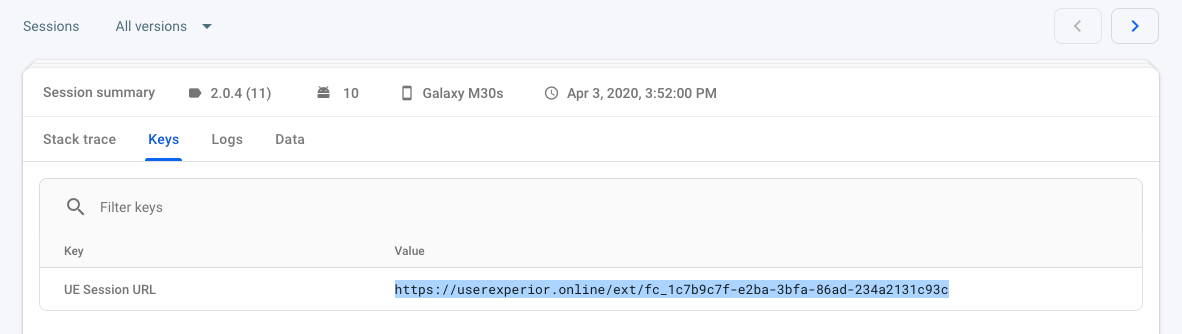 Sessions All versions
Session summary 2.0.4 (11) 10 Galaxy M30s Apr 3, 2020, 3:52:00 PM
Stack trace Keys Logs Data
Filter keys
Key Value
UE Session URL https://userexperior.online/ext/fc_1c7b9c7f-e2ba-3bfa-86ad-234a2131c93c